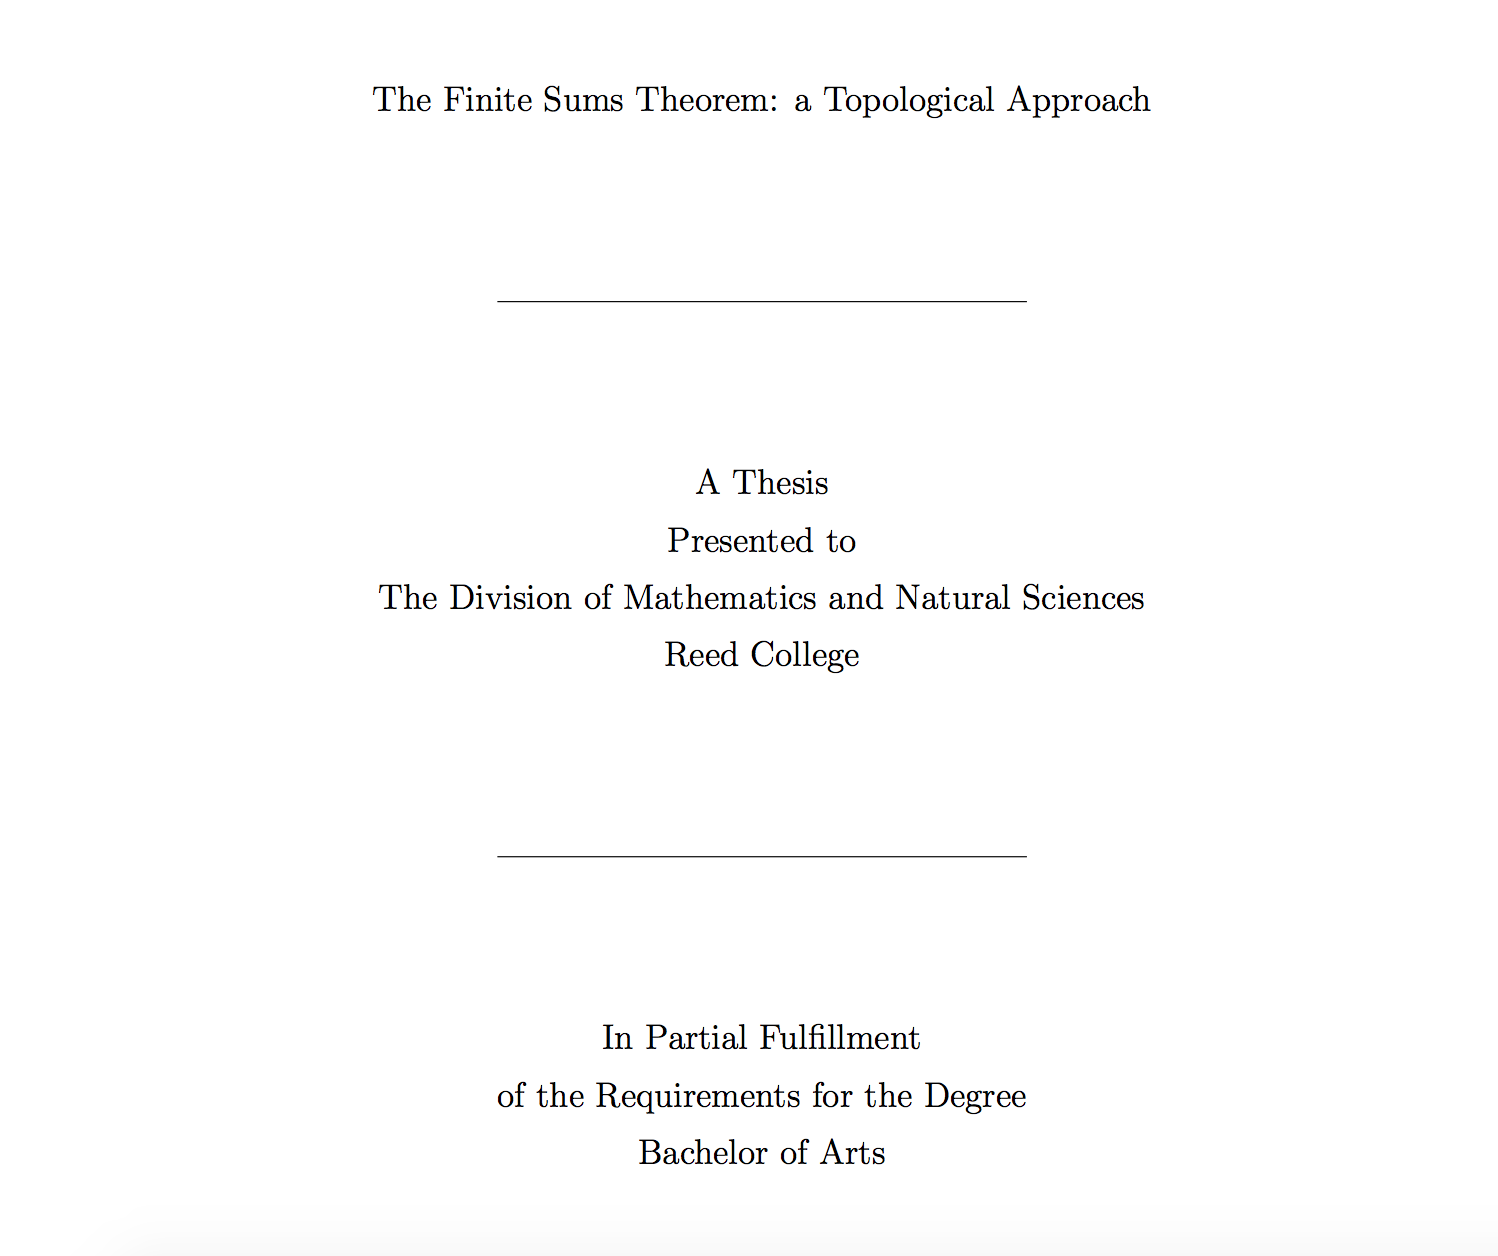 The Finite Sums Theorem: a Topological Approach
A Thesis
Presented to
The Division of Mathematics and Natural Sciences
Reed College
In Partial Fulfillment
of the Requirements for the Degree
Bachelor of Arts